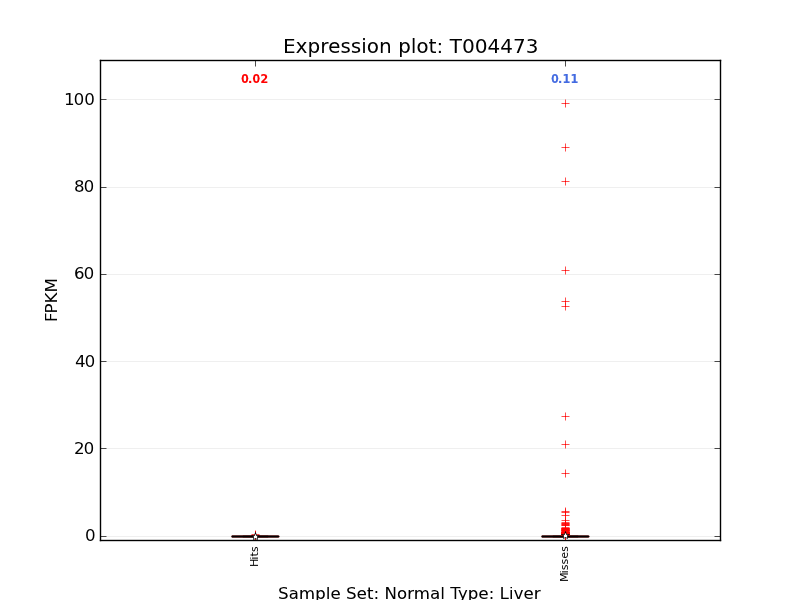 Expression plot: T004473
0.02
0.11
100
80
60
40
20
0
FPKM
Hits
Misses
Sample Set: Normal Type: Liver